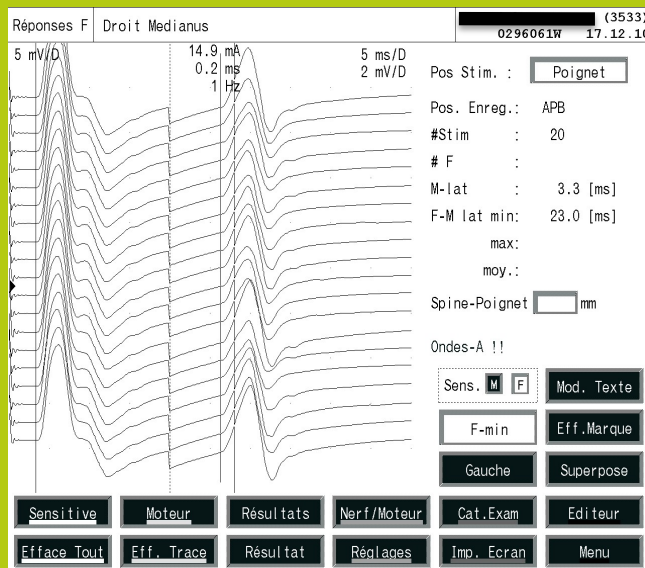 Réponses F Droit Medianus
(3533)
0296061W 17.12.10
5 mV/D 14.9 mA 5 ms/D
0.2 ms 2 mV/D
1 Hz
Pos Stim. : Poignet
Pos. Enreg.: APB
#Stim : 20
# F :
M-lat : 3.3 [ms]
F-M lat min: 23.0 [ms]
max:
moy.:
Spine-Poignet mm
Ondes-A !!
Sens. M F Mod. Texte
F-min Eff.Marque
Gauche Superpose
Sensitive Moteur Résultats Nerf/Moteur Cat.Exam Editeur
Efface Tout Eff. Trace Résultat Réglages Imp. Ecran Menu